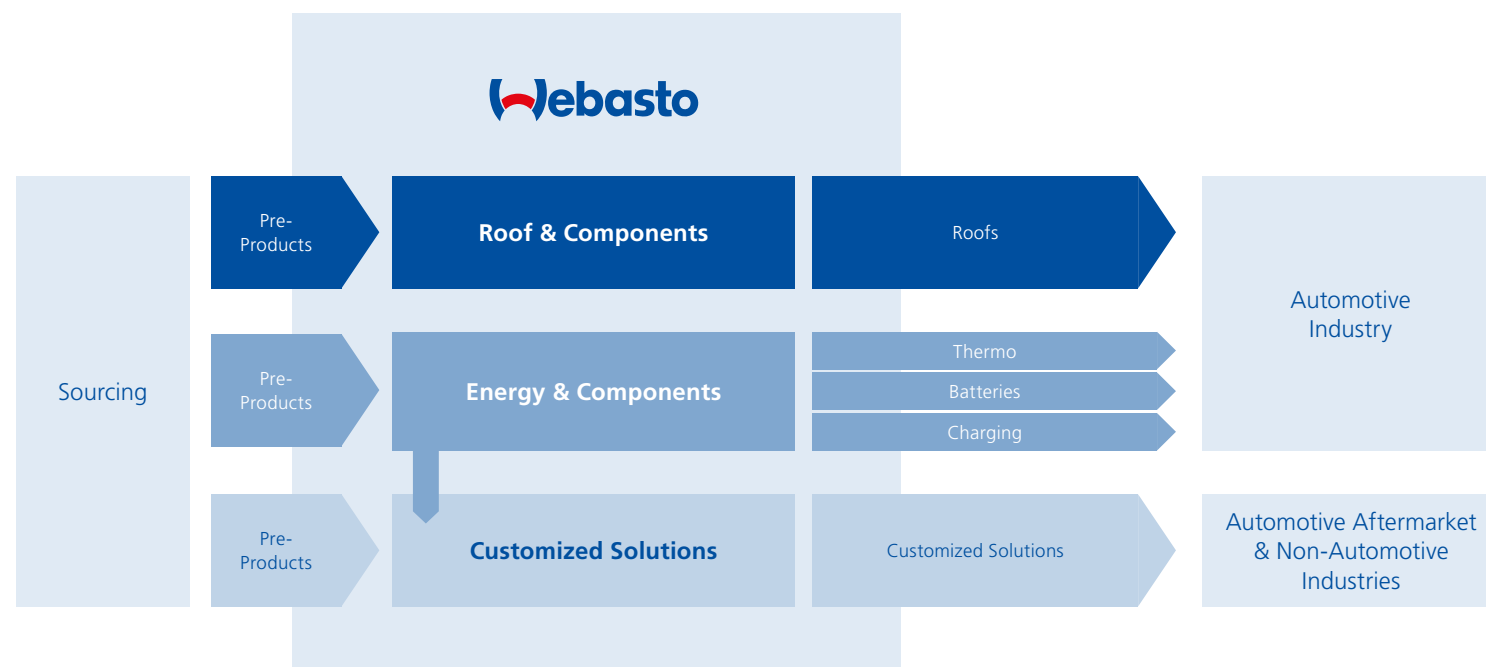 Webasto
Sourcing
Pre-
Products
Roof & Components
Roofs
Automotive
Industry
Pre-
Products
Energy & Components
Thermo
Batteries
Charging
Pre-
Products
Customized Solutions
Customized Solutions
Automotive Aftermarket
& Non-Automotive
Industries